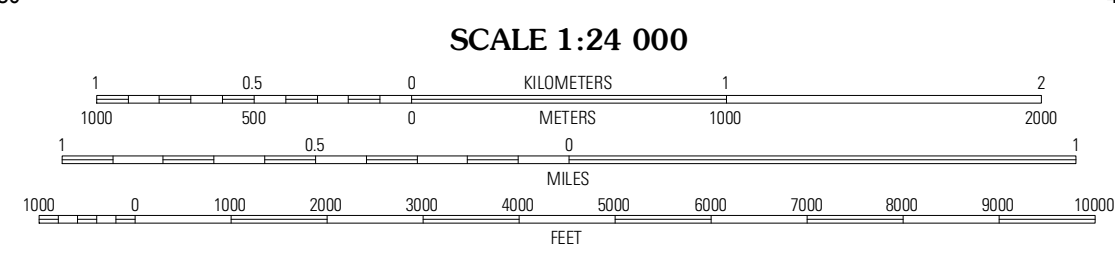 SCALE 1:24 000
1 0.5 0 KILOMETERS 1 2
1000 500 0 METERS 1000 2000
1 0.5 0 1
MILES
1000 0 1000 2000 3000 4000 5000 6000 7000 8000 9000 10000
FEET